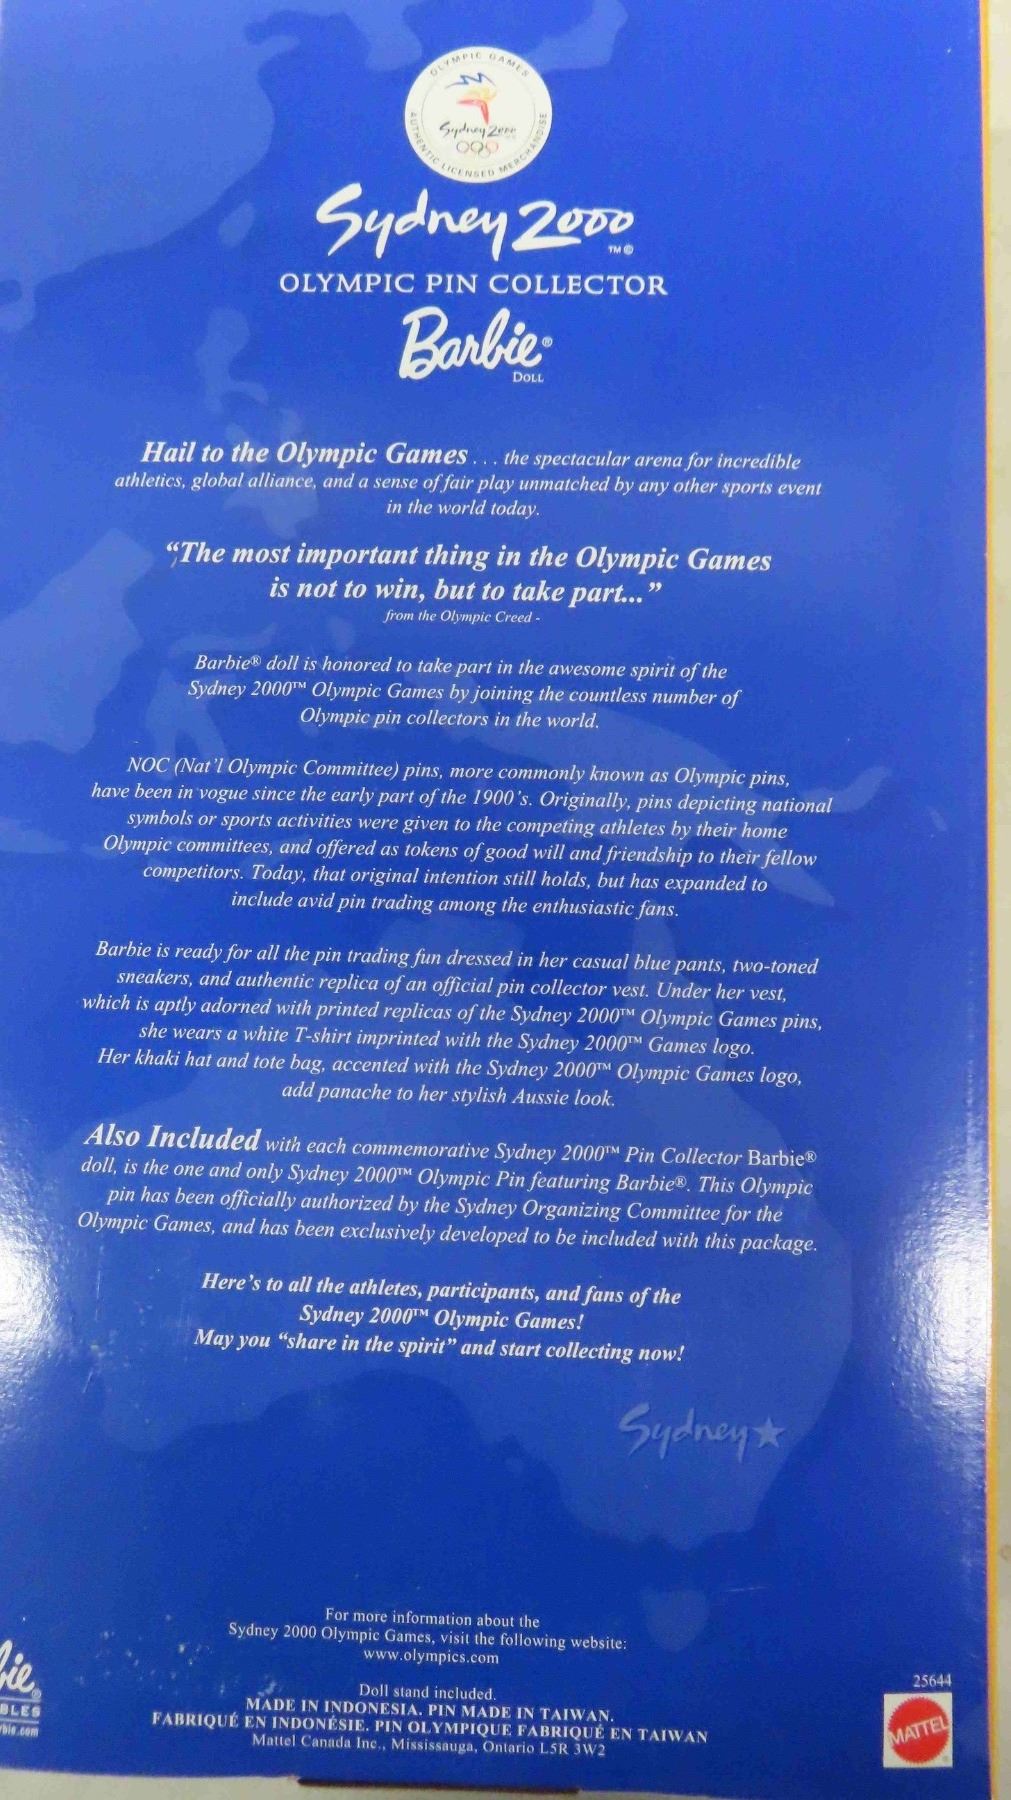 OLYMPIC GAMES
Sydney 2000
AUTHENTIC LICENSED MERCHANDISE
Sydney 2000
TM ©
OLYMPIC PIN COLLECTOR
Barbie®
DOLL
Hail to the Olympic Games . . . the spectacular arena for incredible
athletics, global alliance, and a sense of fair play unmatched by any other sports event
in the world today.
“The most important thing in the Olympic Games
is not to win, but to take part...”
from the Olympic Creed -
Barbie® doll is honored to take part in the awesome spirit of the
Sydney 2000™ Olympic Games by joining the countless number of
Olympic pin collectors in the world.
NOC (Nat'l Olympic Committee) pins, more commonly known as Olympic pins,
have been in vogue since the early part of the 1900's. Originally, pins depicting national
symbols or sports activities were given to the competing athletes by their home
Olympic committees, and offered as tokens of good will and friendship to their fellow
competitors. Today, that original intention still holds, but has expanded to
include avid pin trading among the enthusiastic fans.
Barbie is ready for all the pin trading fun dressed in her casual blue pants, two-toned
sneakers, and authentic replica of an official pin collector vest. Under her vest,
which is aptly adorned with printed replicas of the Sydney 2000™ Olympic Games pins,
she wears a white T-shirt imprinted with the Sydney 2000™ Games logo.
Her khaki hat and tote bag, accented with the Sydney 2000™ Olympic Games logo,
add panache to her stylish Aussie look.
Also Included with each commemorative Sydney 2000™ Pin Collector Barbie®
doll, is the one and only Sydney 2000™ Olympic Pin featuring Barbie®. This Olympic
pin has been officially authorized by the Sydney Organizing Committee for the
Olympic Games, and has been exclusively developed to be included with this package.
Here's to all the athletes, participants, and fans of the
Sydney 2000™ Olympic Games!
May you “share in the spirit” and start collecting now!
Sydney
For more information about the
Sydney 2000 Olympic Games, visit the following website:
www.olympics.com
Doll stand included.
MADE IN INDONESIA. PIN MADE IN TAIWAN.
FABRIQUÉ EN INDONÉSIE. PIN OLYMPIQUE FABRIQUÉ EN TAIWAN
Mattel Canada Inc., Mississauga, Ontario L5R 3W2
25644
MATTEL